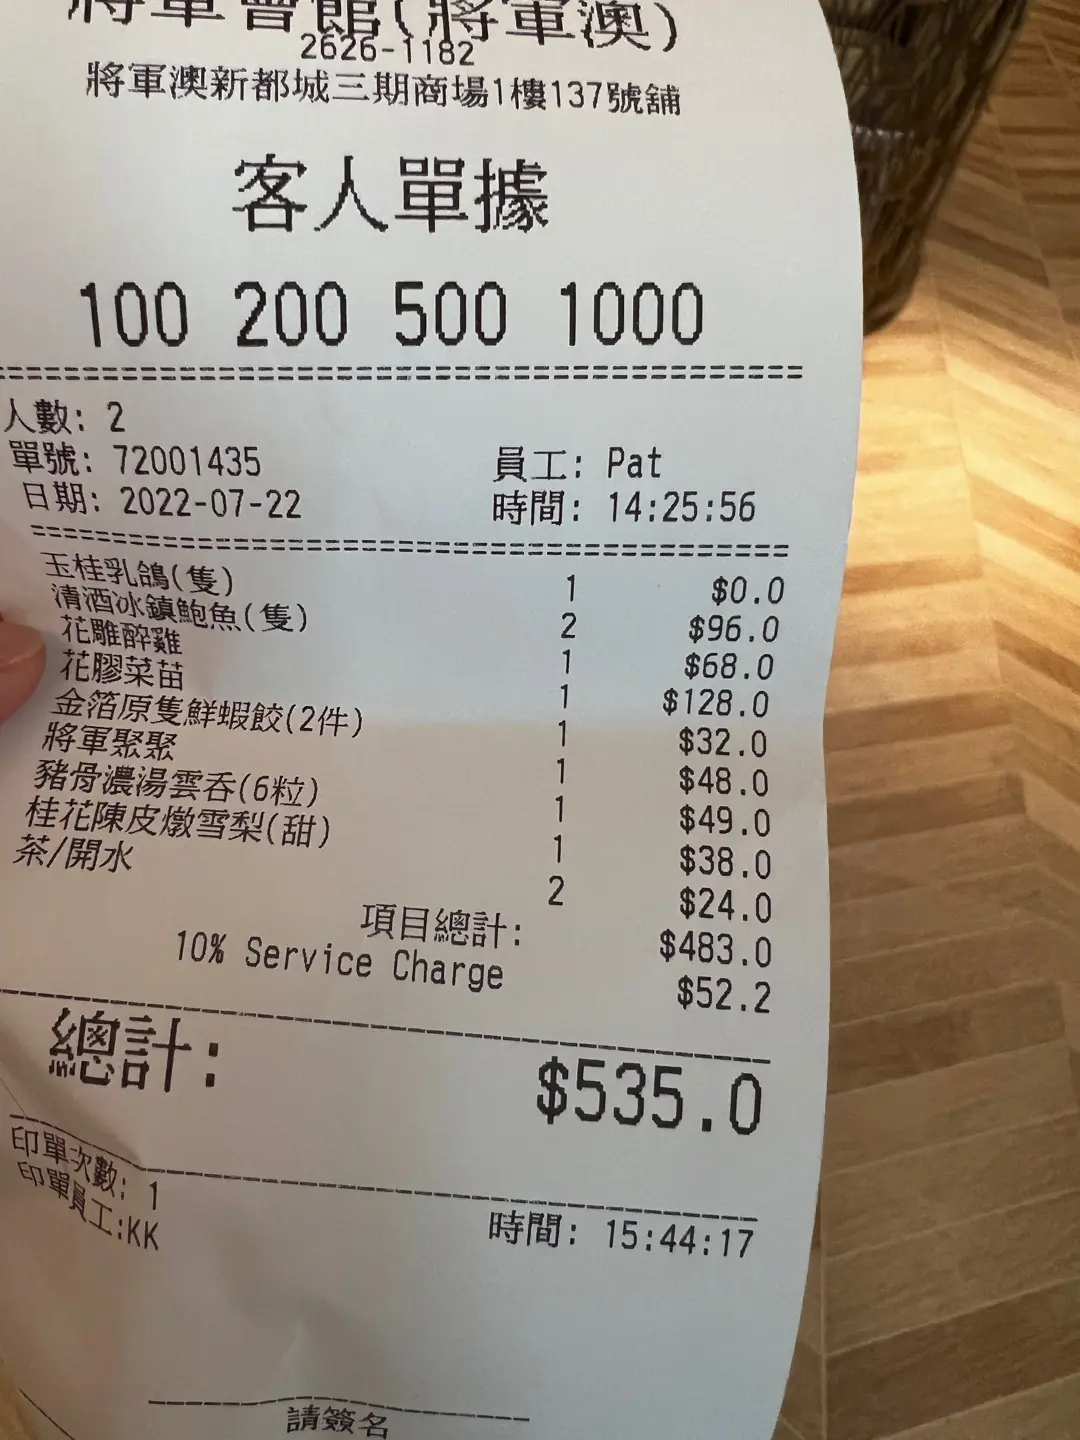 將軍會館(將軍澳)
2626-1182
將軍澳新都城三期商場1樓137號舖
客人單據
100 200 500 1000
人數: 2
單號: 72001435 員工: Pat
日期: 2022-07-22 時間: 14:25:56
玉桂乳鴿(隻) 1 $0.0
清酒冰鎮鮑魚(隻) 2 $96.0
花雕醉雞 1 $68.0
花膠菜苗 1 $128.0
金箔原隻鮮蝦餃(2件) 1 $32.0
將軍聚聚 1 $48.0
豬骨濃湯雲吞(6粒) 1 $49.0
桂花陳皮燉雪梨(甜) 1 $38.0
茶/開水 2 $24.0
項目總計: $483.0
10% Service Charge $52.2
總計: $535.0
印單次數: 1
印單員工:KK 時間: 15:44:17
請簽名